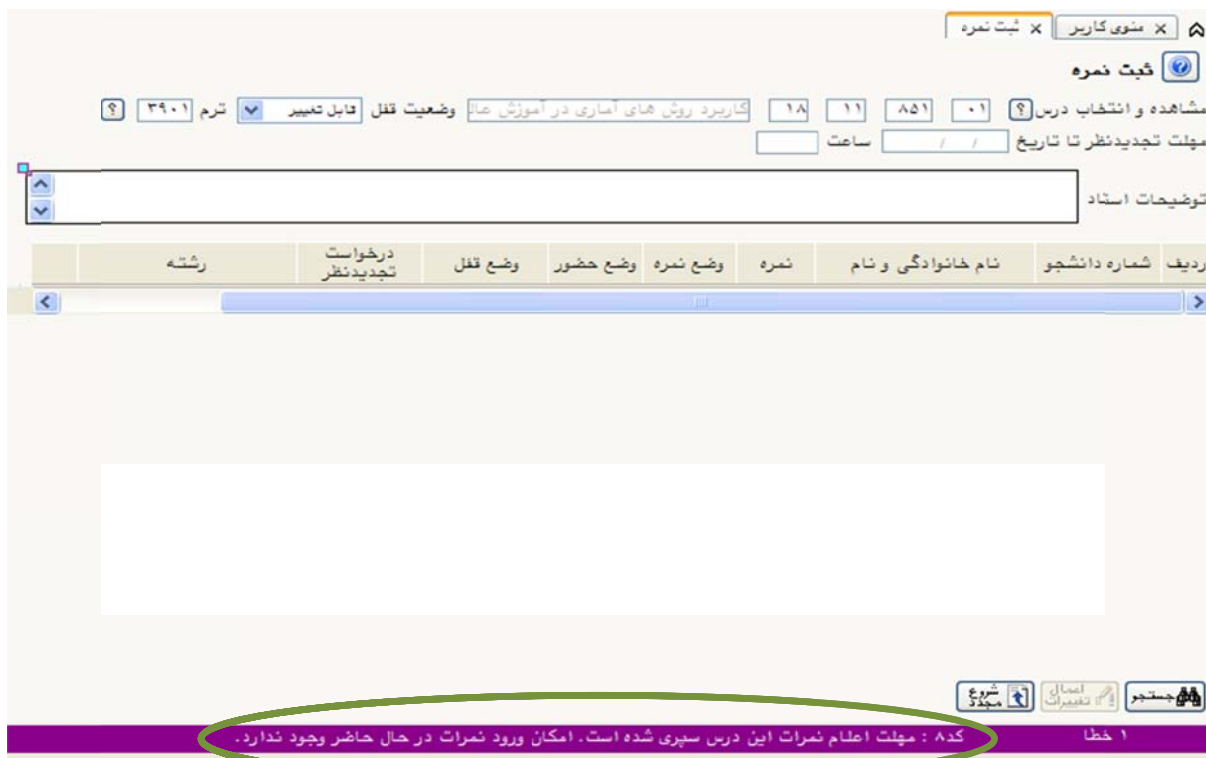 منوی کاربر × ثبت نمره ×
ثبت نمره
مشاهده و انتخاب درس ؟ ۰۱ ۸۵۱ ۱۱ ۱۸ کاربرد روش های آماری در آموزش عالـ وضعیت قفل قابل تغییر ترم ۳۹۰۱ ؟
مهلت تجدیدنظر تا تاریخ / / ساعت
توضیحات استاد
ردیف شماره دانشجو نام خانوادگی و نام نمره وضع نمره وضع حضور وضع قفل درخواست تجدیدنظر رشته
جستجو اعمال تغییرات شروع مجدد
۱ خطا کد۸ : مهلت اعلام نمرات این درس سپری شده است. امکان ورود نمرات در حال حاضر وجود ندارد.